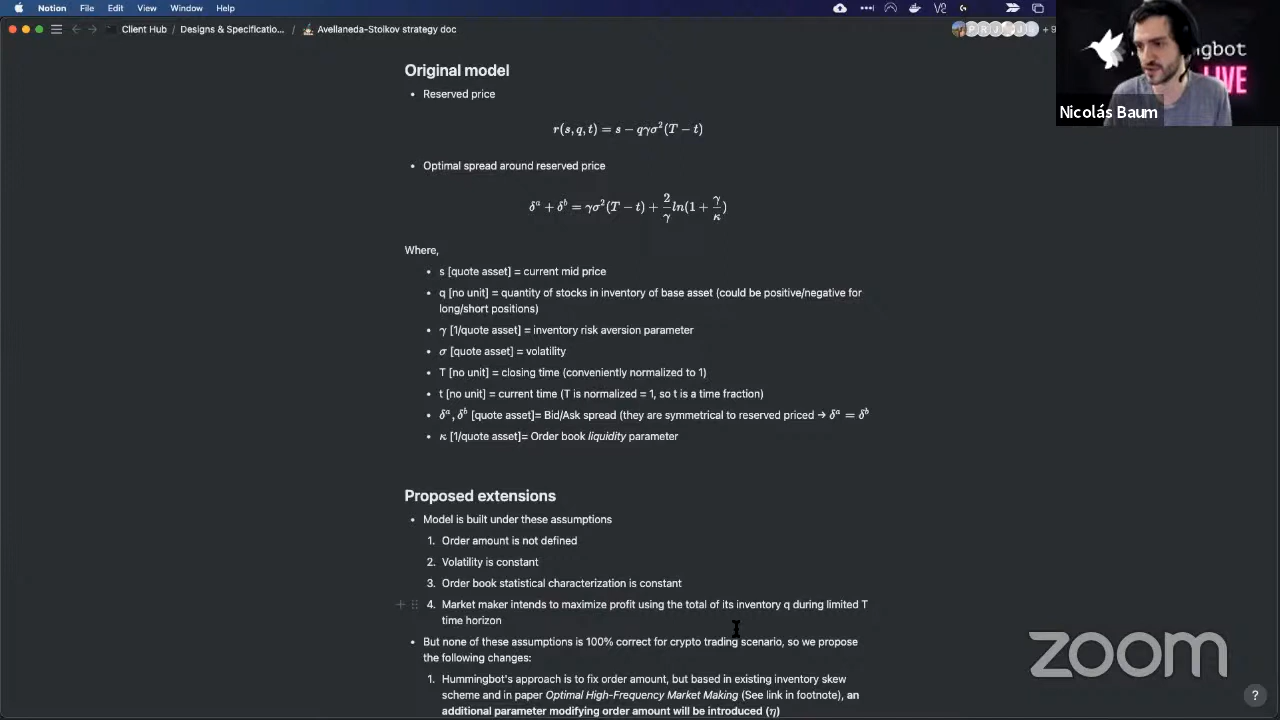 Notion File Edit View Window Help
Client Hub / Designs & Specificatio... / Avellaneda-Stoikov strategy doc
+9
ngbot
LIVE
Nicolás Baum
Original model
• Reserved price
r(s, q, t) = s − qγσ²(T − t)
• Optimal spread around reserved price
δᵃ + δᵇ = γσ²(T − t) + 2/γ ln(1 + γ/κ)
Where,
• s [quote asset] = current mid price
• q [no unit] = quantity of stocks in inventory of base asset (could be positive/negative for
long/short positions)
• γ [1/quote asset] = inventory risk aversion parameter
• σ [quote asset] = volatility
• T [no unit] = closing time (conveniently normalized to 1)
• t [no unit] = current time (T is normalized = 1, so t is a time fraction)
• δᵃ, δᵇ [quote asset]= Bid/Ask spread (they are symmetrical to reserved priced → δᵃ = δᵇ
• κ [1/quote asset]= Order book liquidity parameter
Proposed extensions
• Model is built under these assumptions
1. Order amount is not defined
2. Volatility is constant
3. Order book statistical characterization is constant
4. Market maker intends to maximize profit using the total of its inventory q during limited T
time horizon
• But none of these assumptions is 100% correct for crypto trading scenario, so we propose
the following changes:
1. Hummingbot's approach is to fix order amount, but based in existing inventory skew
scheme and in paper Optimal High-Frequency Market Making (See link in footnote), an
additional parameter modifying order amount will be introduced (η)
zoom
?